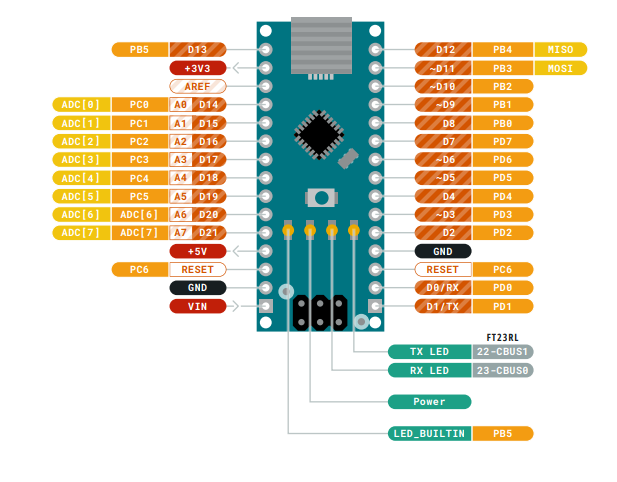 PB5 D13 D12 PB4 MISO
+3V3 ~D11 PB3 MOSI
AREF ~D10 PB2
ADC[0] PC0 A0 D14 ~D9 PB1
ADC[1] PC1 A1 D15 D8 PB0
ADC[2] PC2 A2 D16 D7 PD7
ADC[3] PC3 A3 D17 ~D6 PD6
ADC[4] PC4 A4 D18 ~D5 PD5
ADC[5] PC5 A5 D19 D4 PD4
ADC[6] ADC[6] A6 D20 ~D3 PD3
ADC[7] ADC[7] A7 D21 D2 PD2
+5V GND
PC6 RESET RESET PC6
GND D0/RX PD0
VIN D1/TX PD1
FT23RL
TX LED 22-CBUS1
RX LED 23-CBUS0
Power
LED_BUILTIN PB5